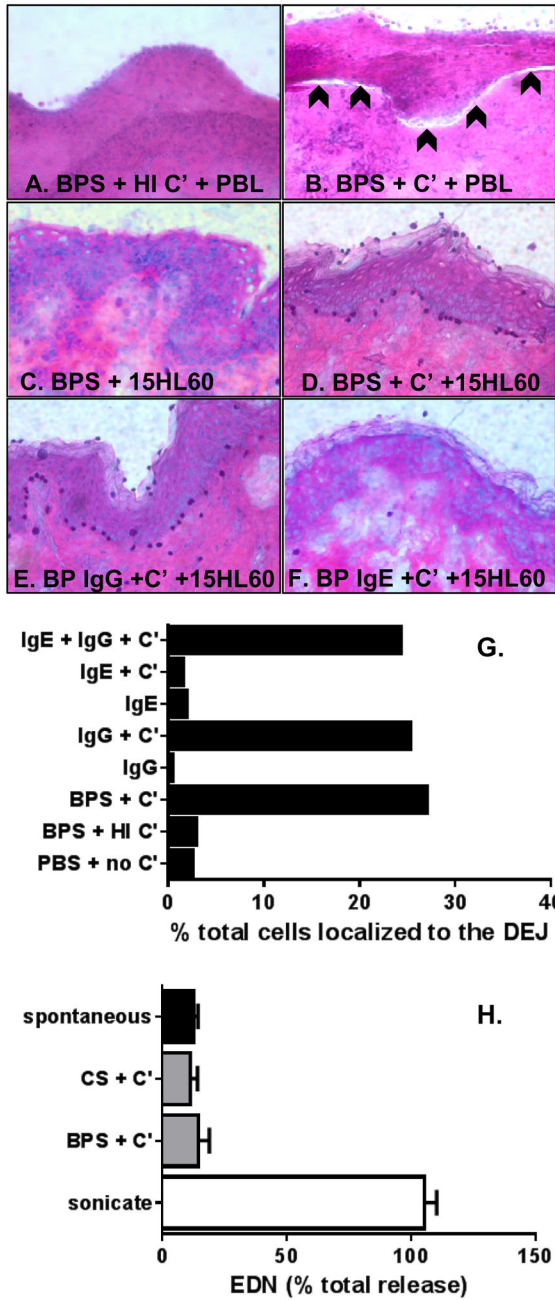 A. BPS + HI C' + PBL
B. BPS + C' + PBL
C. BPS + 15HL60
D. BPS + C' +15HL60
E. BP IgG +C' +15HL60
F. BP IgE +C' +15HL60
G.
IgE + IgG + C'
IgE + C'
IgE
IgG + C'
IgG
BPS + C'
BPS + HI C'
PBS + no C'
0 10 20 30 40
% total cells localized to the DEJ
H.
spontaneous
CS + C'
BPS + C'
sonicate
0 50 100 150
EDN (% total release)